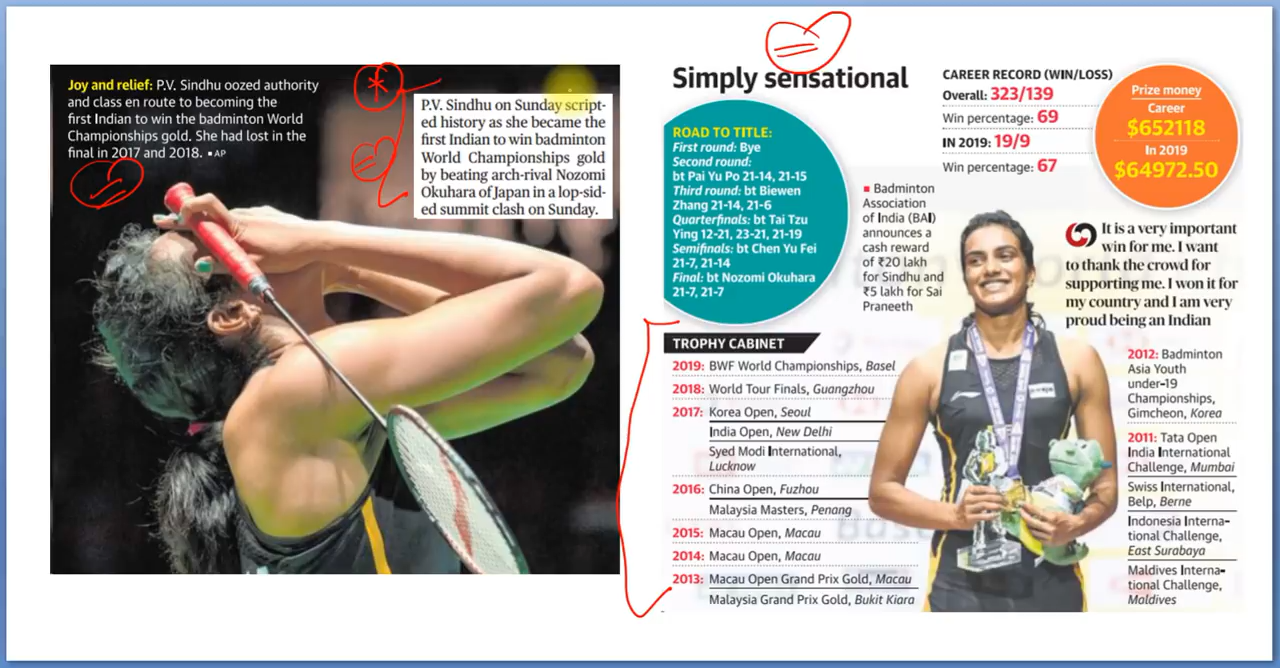 Joy and relief: P.V. Sindhu oozed authority
and class en route to becoming the
first Indian to win the badminton World
Championships gold. She had lost in the
final in 2017 and 2018. ▪ AP
P.V. Sindhu on Sunday script-
ed history as she became the
first Indian to win badminton
World Championships gold
by beating arch-rival Nozomi
Okuhara of Japan in a lop-sid-
ed summit clash on Sunday.
Simply sensational
ROAD TO TITLE:
First round: Bye
Second round:
bt Pai Yu Po 21-14, 21-15
Third round: bt Biewen
Zhang 21-14, 21-6
Quarterfinals: bt Tai Tzu
Ying 12-21, 23-21, 21-19
Semifinals: bt Chen Yu Fei
21-7, 21-14
Final: bt Nozomi Okuhara
21-7, 21-7
CAREER RECORD (WIN/LOSS)
Overall: 323/139
Win percentage: 69
IN 2019: 19/9
Win percentage: 67
Prize money
Career
$652118
In 2019
$64972.50
▪ Badminton
Association
of India (BAI)
announces a
cash reward
of ₹20 lakh
for Sindhu and
₹5 lakh for Sai
Praneeth
It is a very important
win for me. I want
to thank the crowd for
supporting me. I won it for
my country and I am very
proud being an Indian
TROPHY CABINET
2019: BWF World Championships, Basel
2018: World Tour Finals, Guangzhou
2017: Korea Open, Seoul
India Open, New Delhi
Syed Modi International,
Lucknow
2016: China Open, Fuzhou
Malaysia Masters, Penang
2015: Macau Open, Macau
2014: Macau Open, Macau
2013: Macau Open Grand Prix Gold, Macau
Malaysia Grand Prix Gold, Bukit Kiara
2012: Badminton
Asia Youth
under-19
Championships,
Gimcheon, Korea
2011: Tata Open
India International
Challenge, Mumbai
Swiss International,
Belp, Berne
Indonesia Interna-
tional Challenge,
East Surabaya
Maldives Interna-
tional Challenge,
Maldives